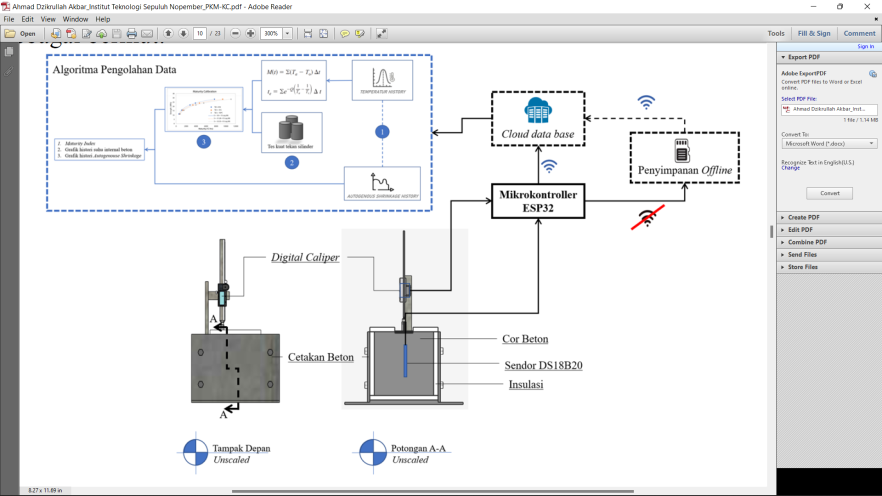 Ahmad Dzikrullah Akbar_Institut Teknologi Sepuluh Nopember_PKM-KC.pdf - Adobe Reader
File Edit View Window Help
Open 10 / 23 300% Tools Fill & Sign Comment
Sign In
Export PDF
Adobe ExportPDF
Convert PDF files to Word or Excel online.
Select PDF File:
Ahmad Dzikrullah Akbar_Inst...
1 file / 1.14 MB
Convert To:
Microsoft Word (*.docx)
Recognize Text in English(U.S.)
Change
Convert
Create PDF
Edit PDF
Combine PDF
Send Files
Store Files
Algoritma Pengolahan Data
TEMPERATUR HISTORY
1
3
Tes kuat tekan silinder
2
1. Maturity Index
2. Grafik histori suhu internal beton
3. Grafik histori Autogenous Shrinkage
AUTOGENOUS SHRINKAGE HISTORY
Cloud data base
Penyimpanan Offline
Mikrokontroller
ESP32
Digital Caliper
A
Cetakan Beton
A
Cor Beton
Sendor DS18B20
Insulasi
Tampak Depan
Unscaled
Potongan A-A
Unscaled
8.27 x 11.69 in